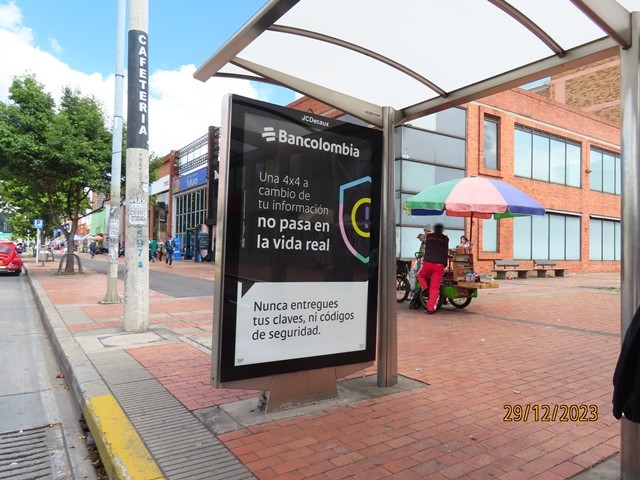 CAFETERIA
JCDecaux
Bancolombia
Una 4x4 a
cambio de
tu información
no pasa en
la vida real
Nunca entregues
tus claves, ni códigos
de seguridad.
29/12/2023